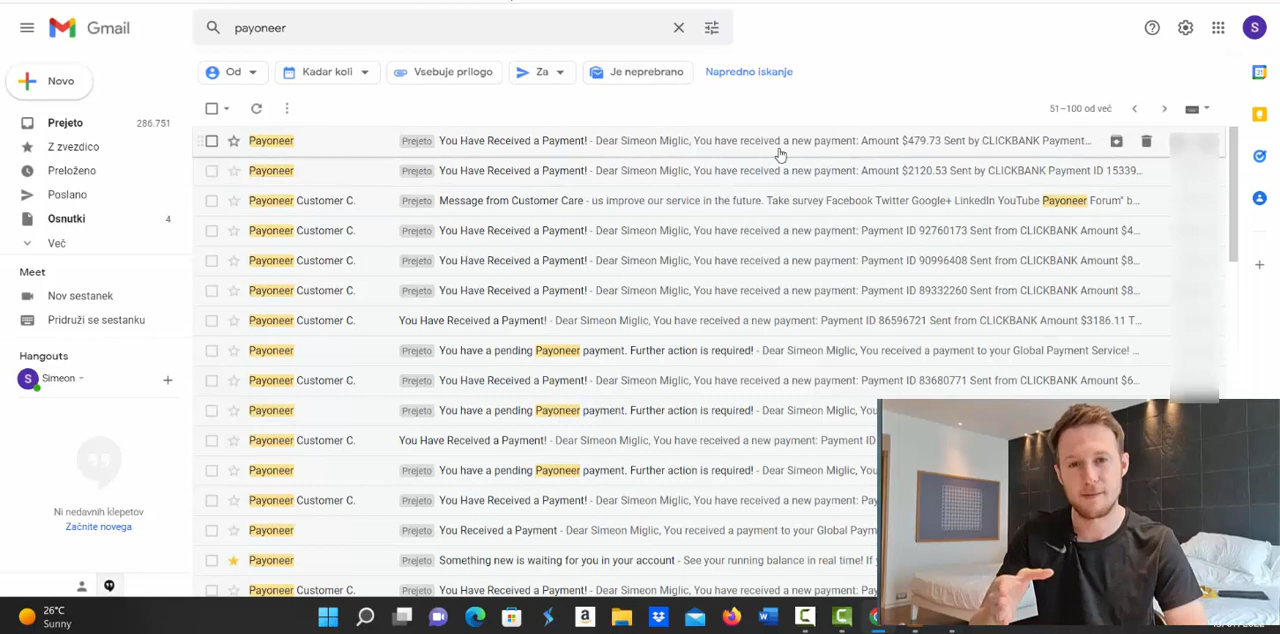 Gmail
payoneer
S
Od
Kadar koli
Vsebuje prilogo
Za
Je neprebrano
Napredno iskanje
Novo
51–100 od več
Prejeto 286.751
Z zvezdico
Preloženo
Poslano
Osnutki 4
Več
Meet
Nov sestanek
Pridruži se sestanku
Hangouts
S Simeon
Ni nedavnih klepetov
Začnite novega
Payoneer Prejeto You Have Received a Payment! - Dear Simeon Miglic, You have received a new payment: Amount $479.73 Sent by CLICKBANK Payment...
Payoneer Prejeto You Have Received a Payment! - Dear Simeon Miglic, You have received a new payment: Amount $2120.53 Sent by CLICKBANK Payment ID 15339...
Payoneer Customer C. Prejeto Message from Customer Care - us improve our service in the future. Take survey Facebook Twitter Google+ LinkedIn YouTube Payoneer Forum" b...
Payoneer Customer C. Prejeto You Have Received a Payment! - Dear Simeon Miglic, You have received a new payment: Payment ID 92760173 Sent from CLICKBANK Amount $4...
Payoneer Customer C. Prejeto You Have Received a Payment! - Dear Simeon Miglic, You have received a new payment: Payment ID 90996408 Sent from CLICKBANK Amount $8...
Payoneer Customer C. Prejeto You Have Received a Payment! - Dear Simeon Miglic, You have received a new payment: Payment ID 89332260 Sent from CLICKBANK Amount $8...
Payoneer Customer C. You Have Received a Payment! - Dear Simeon Miglic, You have received a new payment: Payment ID 86596721 Sent from CLICKBANK Amount $3186.11 T...
Payoneer Prejeto You have a pending Payoneer payment. Further action is required! - Dear Simeon Miglic, You received a payment to your Global Payment Service! ...
Payoneer Customer C. Prejeto You Have Received a Payment! - Dear Simeon Miglic, You have received a new payment: Payment ID 83680771 Sent from CLICKBANK Amount $6...
Payoneer Prejeto You have a pending Payoneer payment. Further action is required! - Dear Simeon Miglic,
Payoneer Customer C. You Have Received a Payment! - Dear Simeon Miglic, You have received a new payment: Payment ID
Payoneer Prejeto You have a pending Payoneer payment. Further action is required! - Dear Simeon Miglic,
Payoneer Customer C. Prejeto You Have Received a Payment! - Dear Simeon Miglic, You have received a new payment: Pay
Payoneer Prejeto You Received a Payment - Dear Simeon Miglic, You received a payment to your Global Paym
Payoneer Prejeto Something new is waiting for you in your account - See your running balance in real time! If
Payoneer Customer C. Prejeto You Have Received a Payment! - Dear Simeon Miglic, You have received a new payment: Pay
26°C
Sunny